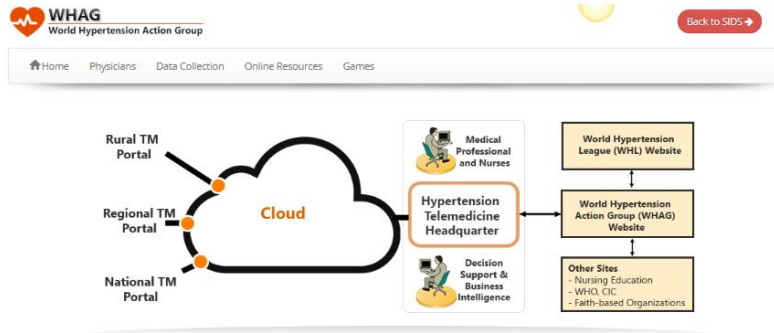 WHAG
World Hypertension Action Group
Back to SIDS
Home Physicians Data Collection Online Resources Games
Rural TM
Portal
Regional TM
Portal
National TM
Portal
Cloud
Medical
Professional
and Nurses
Hypertension
Telemedicine
Headquarter
Decision
Support &
Business
Intelligence
World Hypertension
League (WHL) Website
World Hypertension
Action Group (WHAG)
Website
Other Sites
- Nursing Education
- WHO, CIC
- Faith-based Organizations